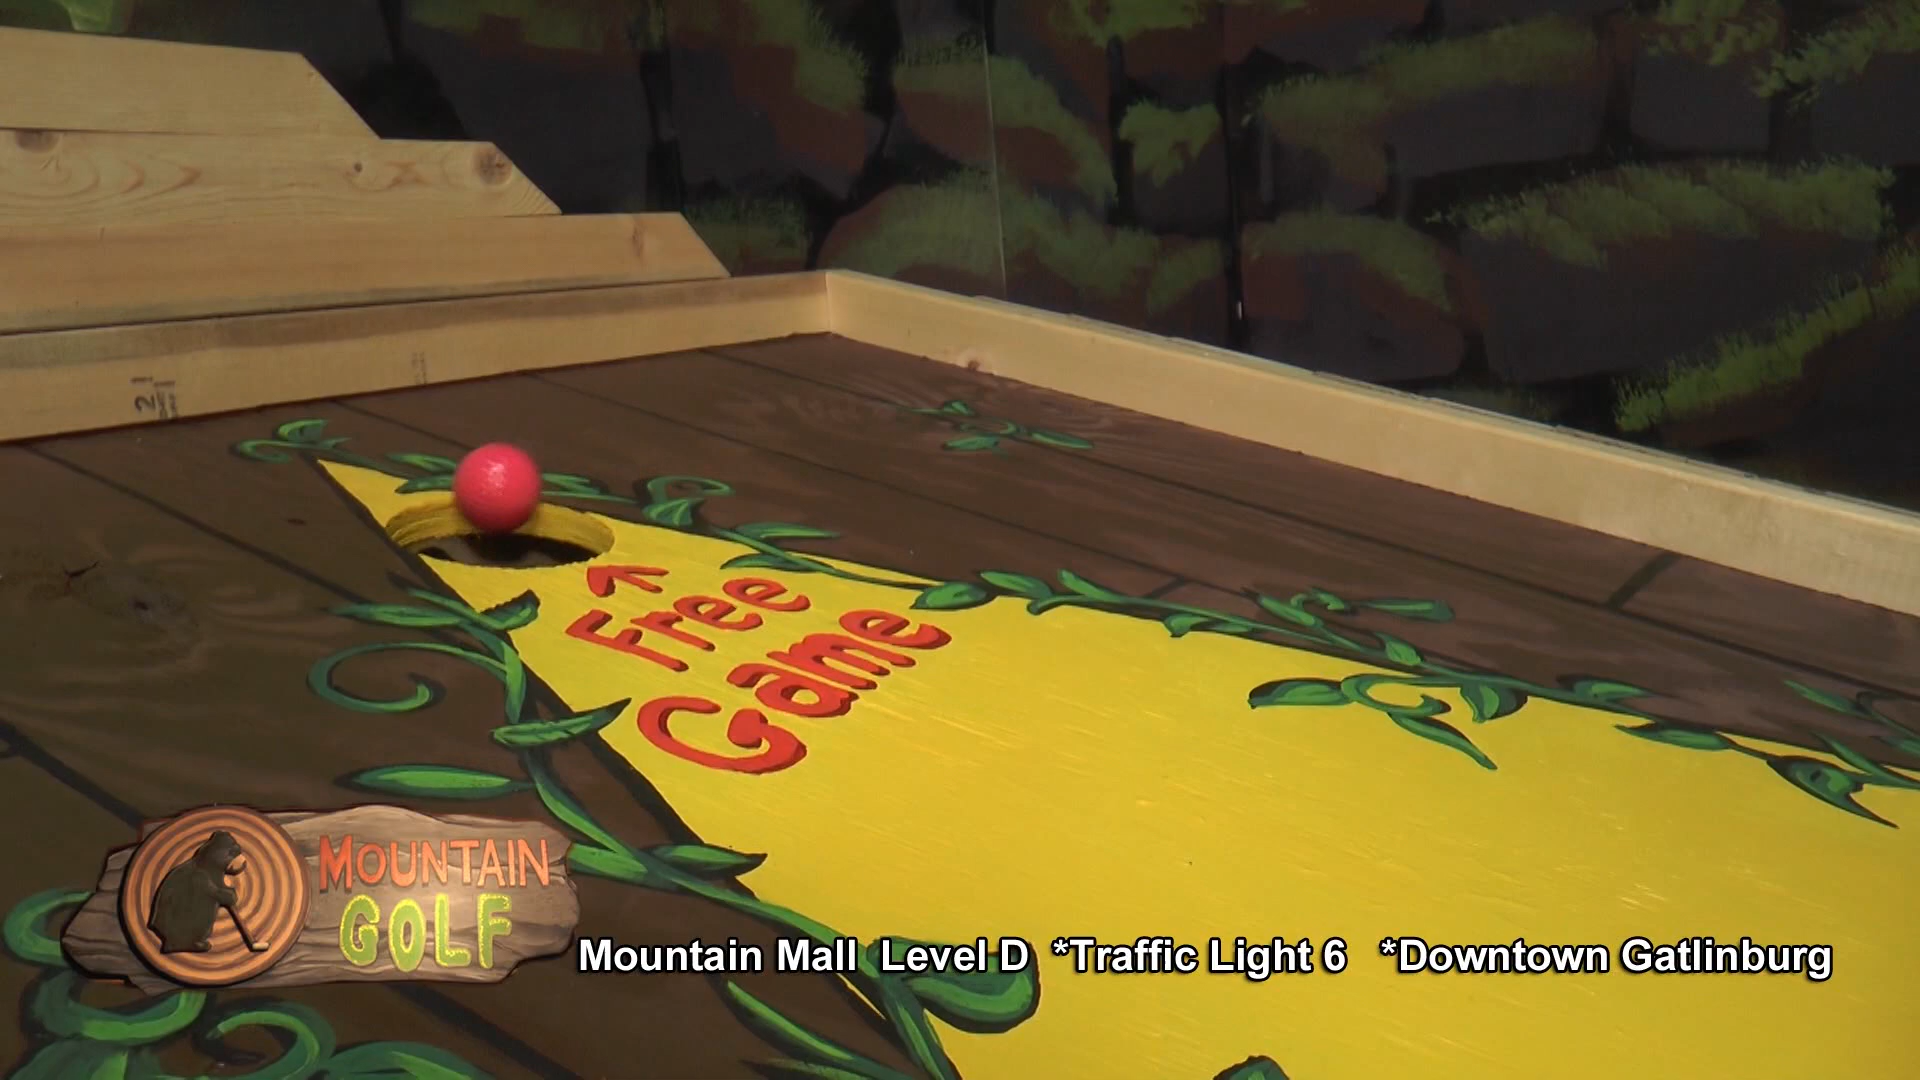 Free
Game
MOUNTAIN
GOLF
Mountain Mall Level D *Traffic Light 6 *Downtown Gatlinburg